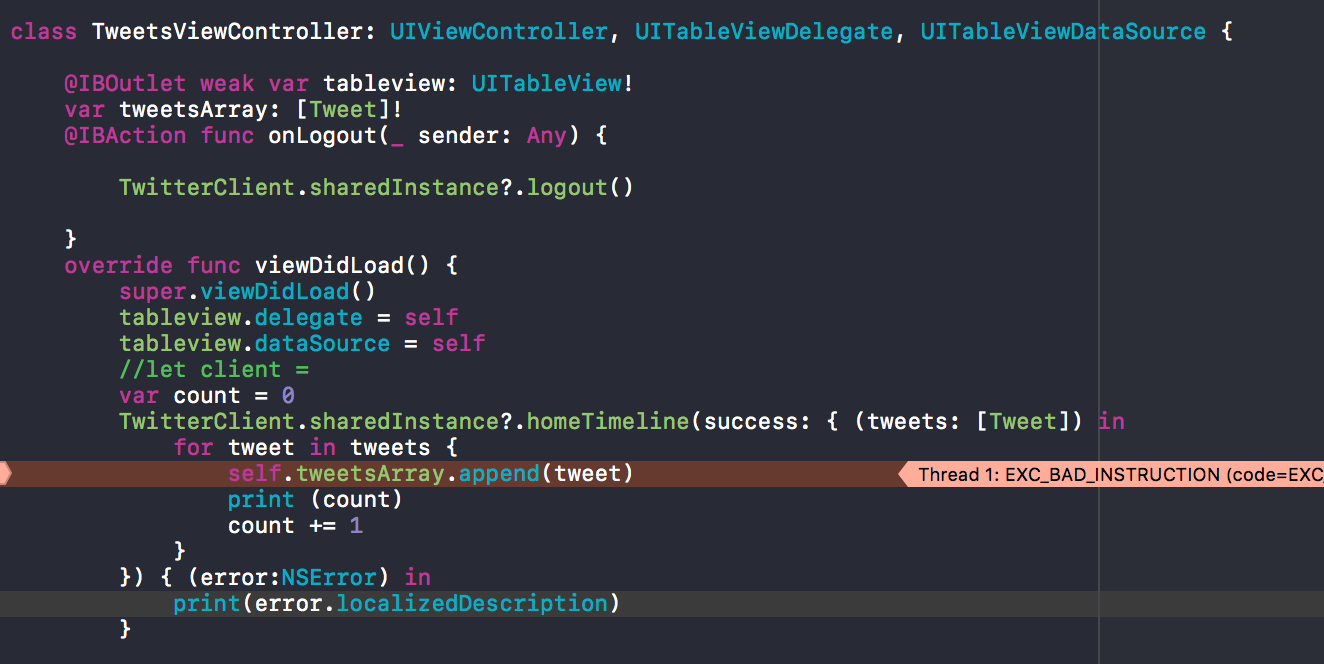 class TweetsViewController: UIViewController, UITableViewDelegate, UITableViewDataSource {
@IBOutlet weak var tableview: UITableView!
var tweetsArray: [Tweet]!
@IBAction func onLogout(_ sender: Any) {
TwitterClient.sharedInstance?.logout()
}
override func viewDidLoad() {
super.viewDidLoad()
tableview.delegate = self
tableview.dataSource = self
//let client =
var count = 0
TwitterClient.sharedInstance?.homeTimeline(success: { (tweets: [Tweet]) in
for tweet in tweets {
self.tweetsArray.append(tweet) Thread 1: EXC_BAD_INSTRUCTION (code=EXC_
print (count)
count += 1
}
}) { (error:NSError) in
print(error.localizedDescription)
}